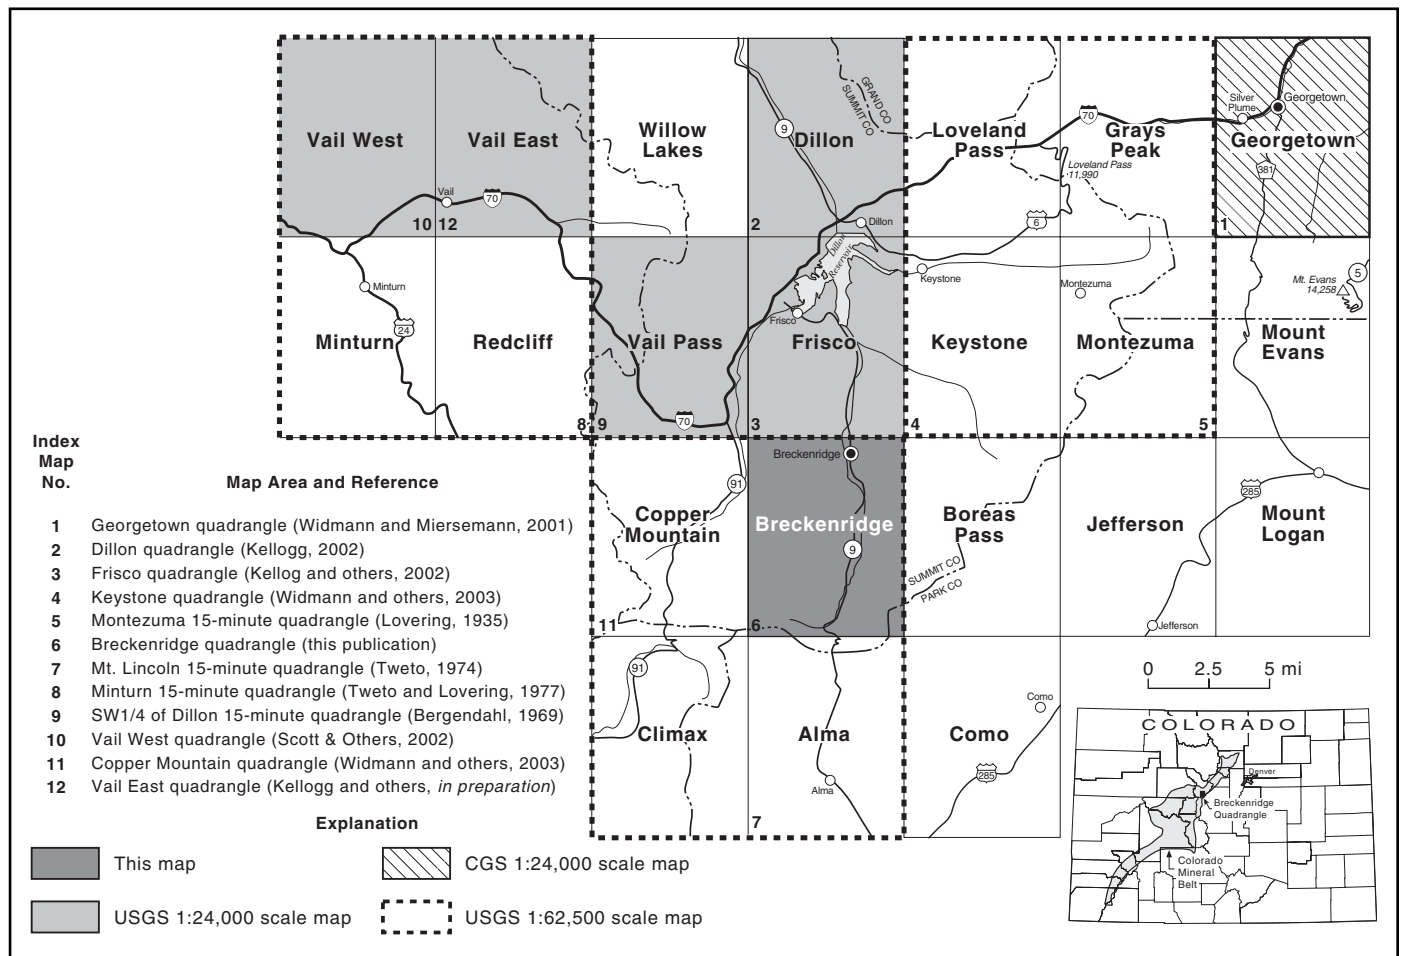 GRAND CO
SUMMIT CO
Silver
Plume
Georgetown
9
70
Vail West
Vail East
Willow
Lakes
Dillon
Loveland
Pass
Grays
Peak
Georgetown
Loveland Pass
11,990
381
Vail
70
10
12
2
Dillon
6
1
Dillon
Reservoir
Keystone
Montezuma
Mt. Evans
14,258
5
Minturn
24
Frisco
Minturn
Redcliff
Vail Pass
Frisco
Keystone
Montezuma
Mount
Evans
70
8
9
3
4
5
Breckenridge
91
285
Copper
Mountain
Breckenridge
9
Boreas
Pass
Jefferson
Mount
Logan
SUMMIT CO
PARK CO
11
6
Jefferson
91
Climax
Alma
Como
Como
285
Alma
7
Index
Map
No.
Map Area and Reference
1 Georgetown quadrangle (Widmann and Miersemann, 2001)
2 Dillon quadrangle (Kellogg, 2002)
3 Frisco quadrangle (Kellog and others, 2002)
4 Keystone quadrangle (Widmann and others, 2003)
5 Montezuma 15-minute quadrangle (Lovering, 1935)
6 Breckenridge quadrangle (this publication)
7 Mt. Lincoln 15-minute quadrangle (Tweto, 1974)
8 Minturn 15-minute quadrangle (Tweto and Lovering, 1977)
9 SW1/4 of Dillon 15-minute quadrangle (Bergendahl, 1969)
10 Vail West quadrangle (Scott & Others, 2002)
11 Copper Mountain quadrangle (Widmann and others, 2003)
12 Vail East quadrangle (Kellogg and others, in preparation)
Explanation
This map
CGS 1:24,000 scale map
USGS 1:24,000 scale map
USGS 1:62,500 scale map
0 2.5 5 mi
COLORADO
Denver
Breckenridge
Quadrangle
Colorado
Mineral
Belt